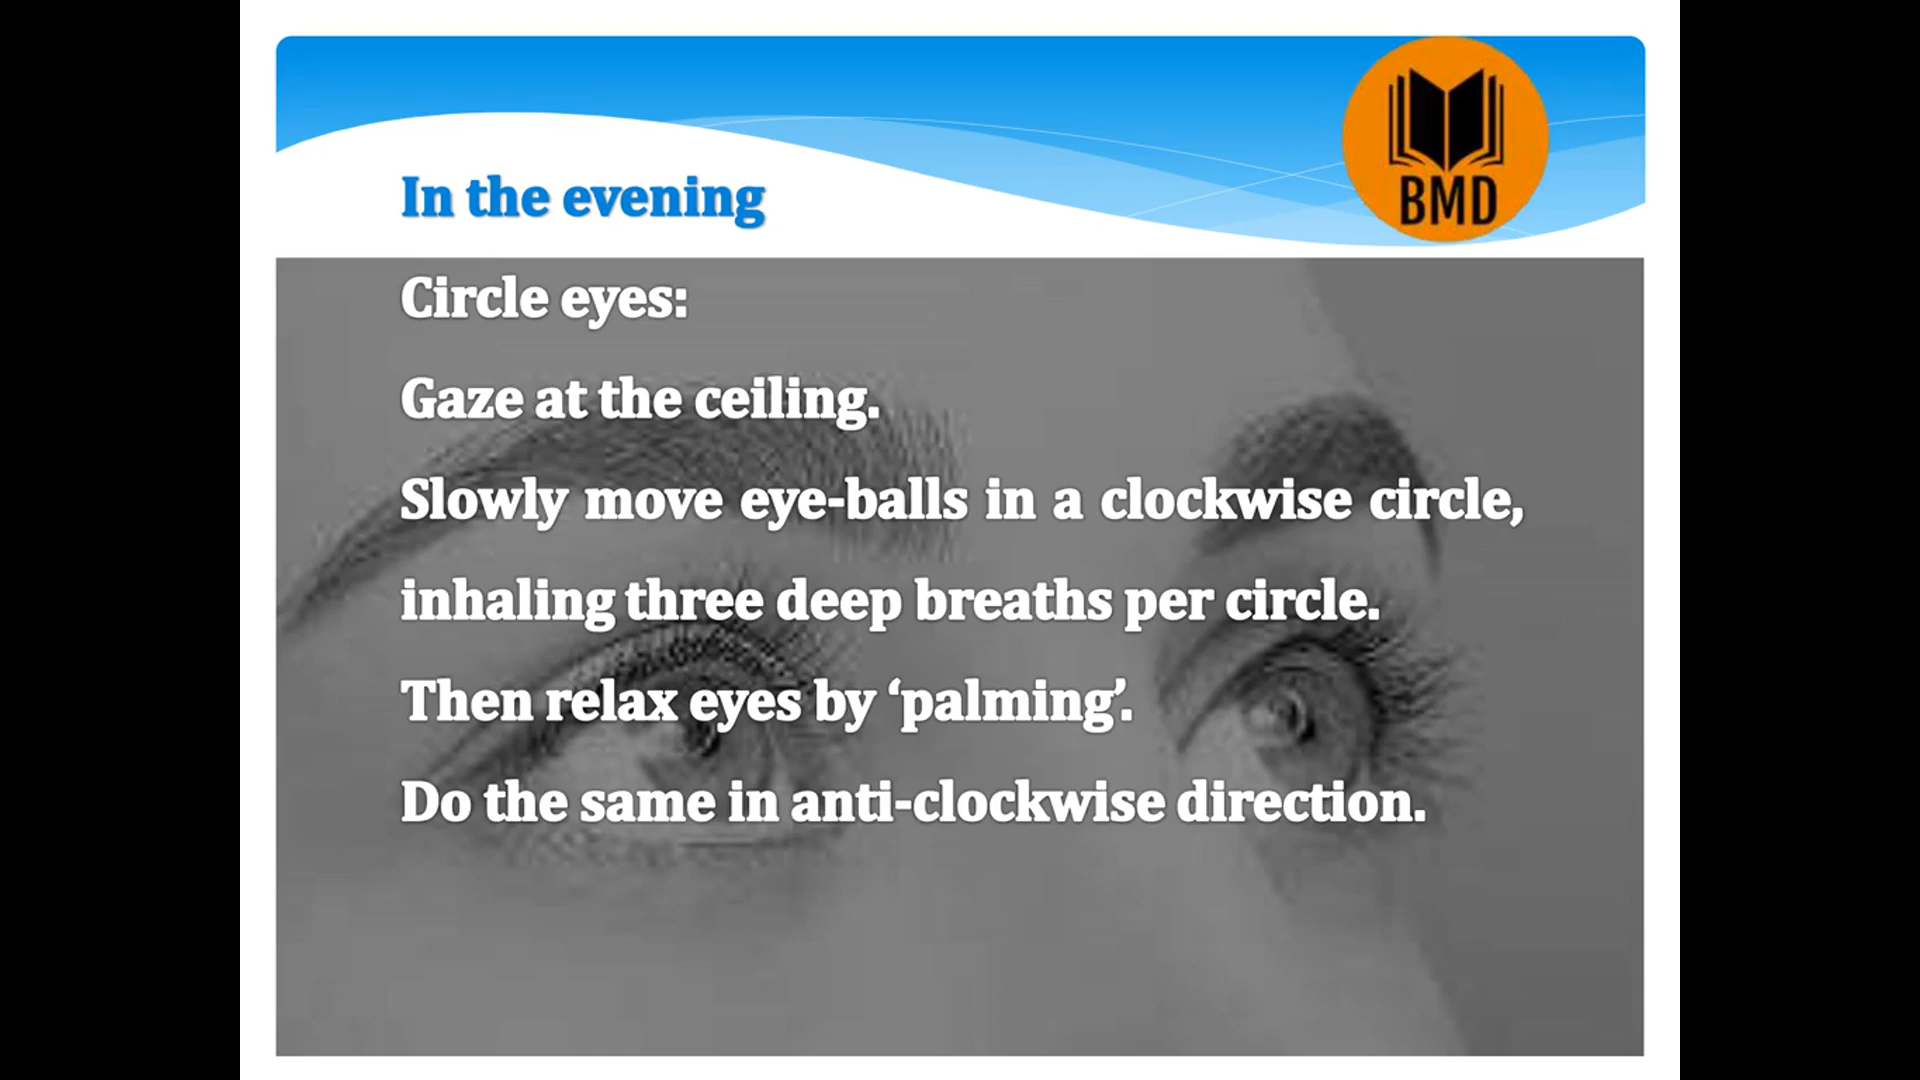 BMD
In the evening
Circle eyes:
Gaze at the ceiling.
Slowly move eye-balls in a clockwise circle,
inhaling three deep breaths per circle.
Then relax eyes by ‘palming’.
Do the same in anti-clockwise direction.